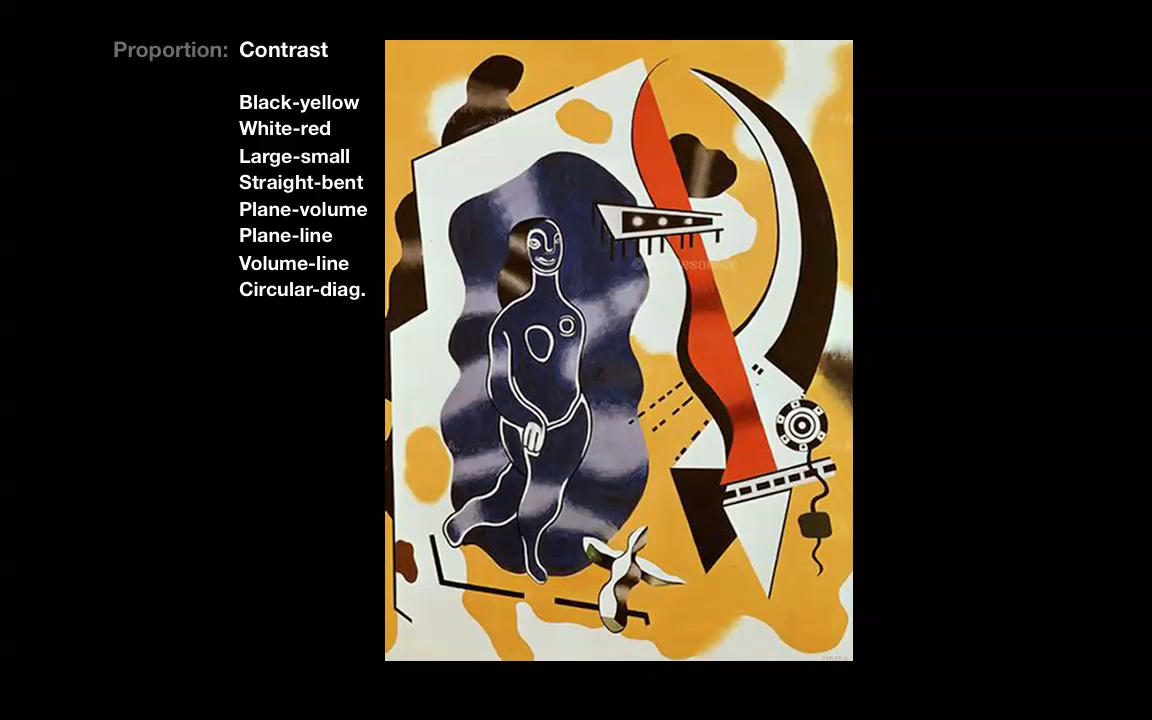 Proportion: Contrast
Black-yellow
White-red
Large-small
Straight-bent
Plane-volume
Plane-line
Volume-line
Circular-diag.